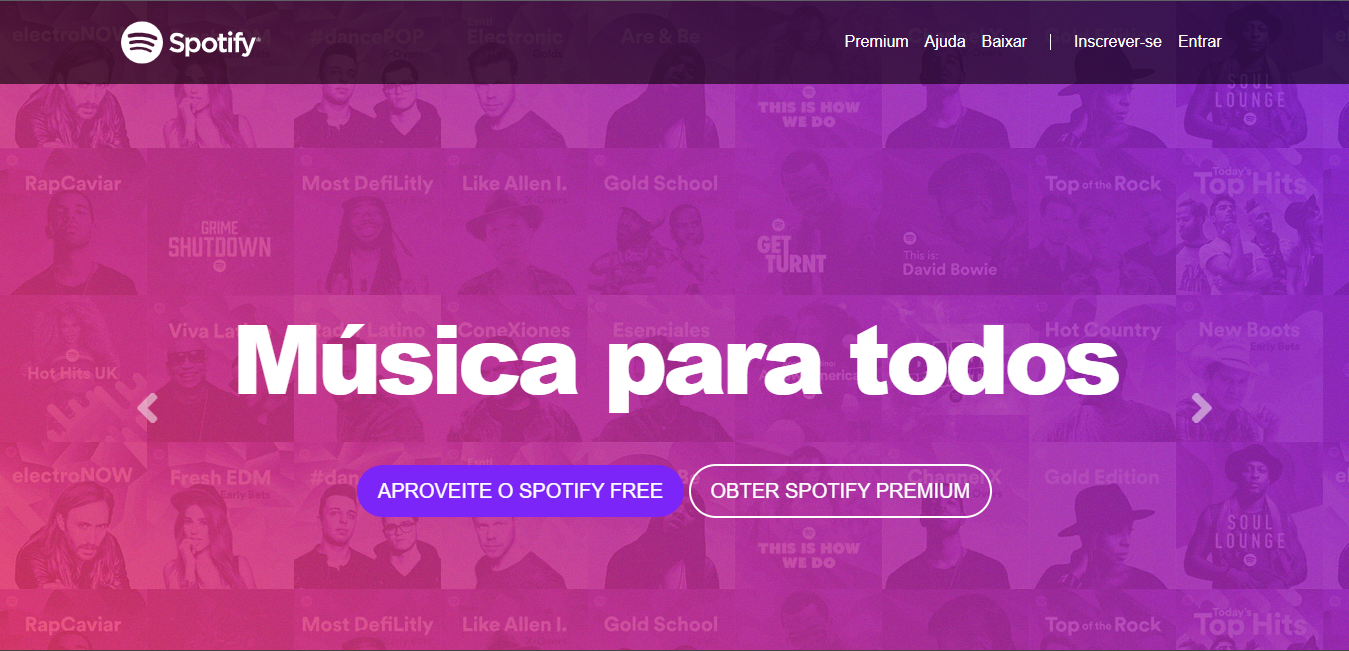 electroNOW
#dancePOP
Electronic
Are & Be
Spotify
Premium Ajuda Baixar | Inscrever-se Entrar
THIS IS HOW
WE DO
SOUL
LOUNGE
RapCaviar
GRIME
SHUTDOWN
Most DefiLitly
Like Allen I.
Gold School
GET
TURNT
This is:
David Bowie
Top of the Rock
Today's
Top Hits
Hot Hits UK
Viva
Latino
ConeXiones
Esenciales
Hot Country
New Boots
Early Bets
Música para todos
electroNOW
Fresh EDM
Early Bets
Gold Edition
APROVEITE O SPOTIFY FREE
OBTER SPOTIFY PREMIUM
THIS IS HOW
WE DO
SOUL
LOUNGE
RapCaviar
Most DefiLitly
Like Allen I.
Gold School
Top of the Rock
Today's
Top Hits